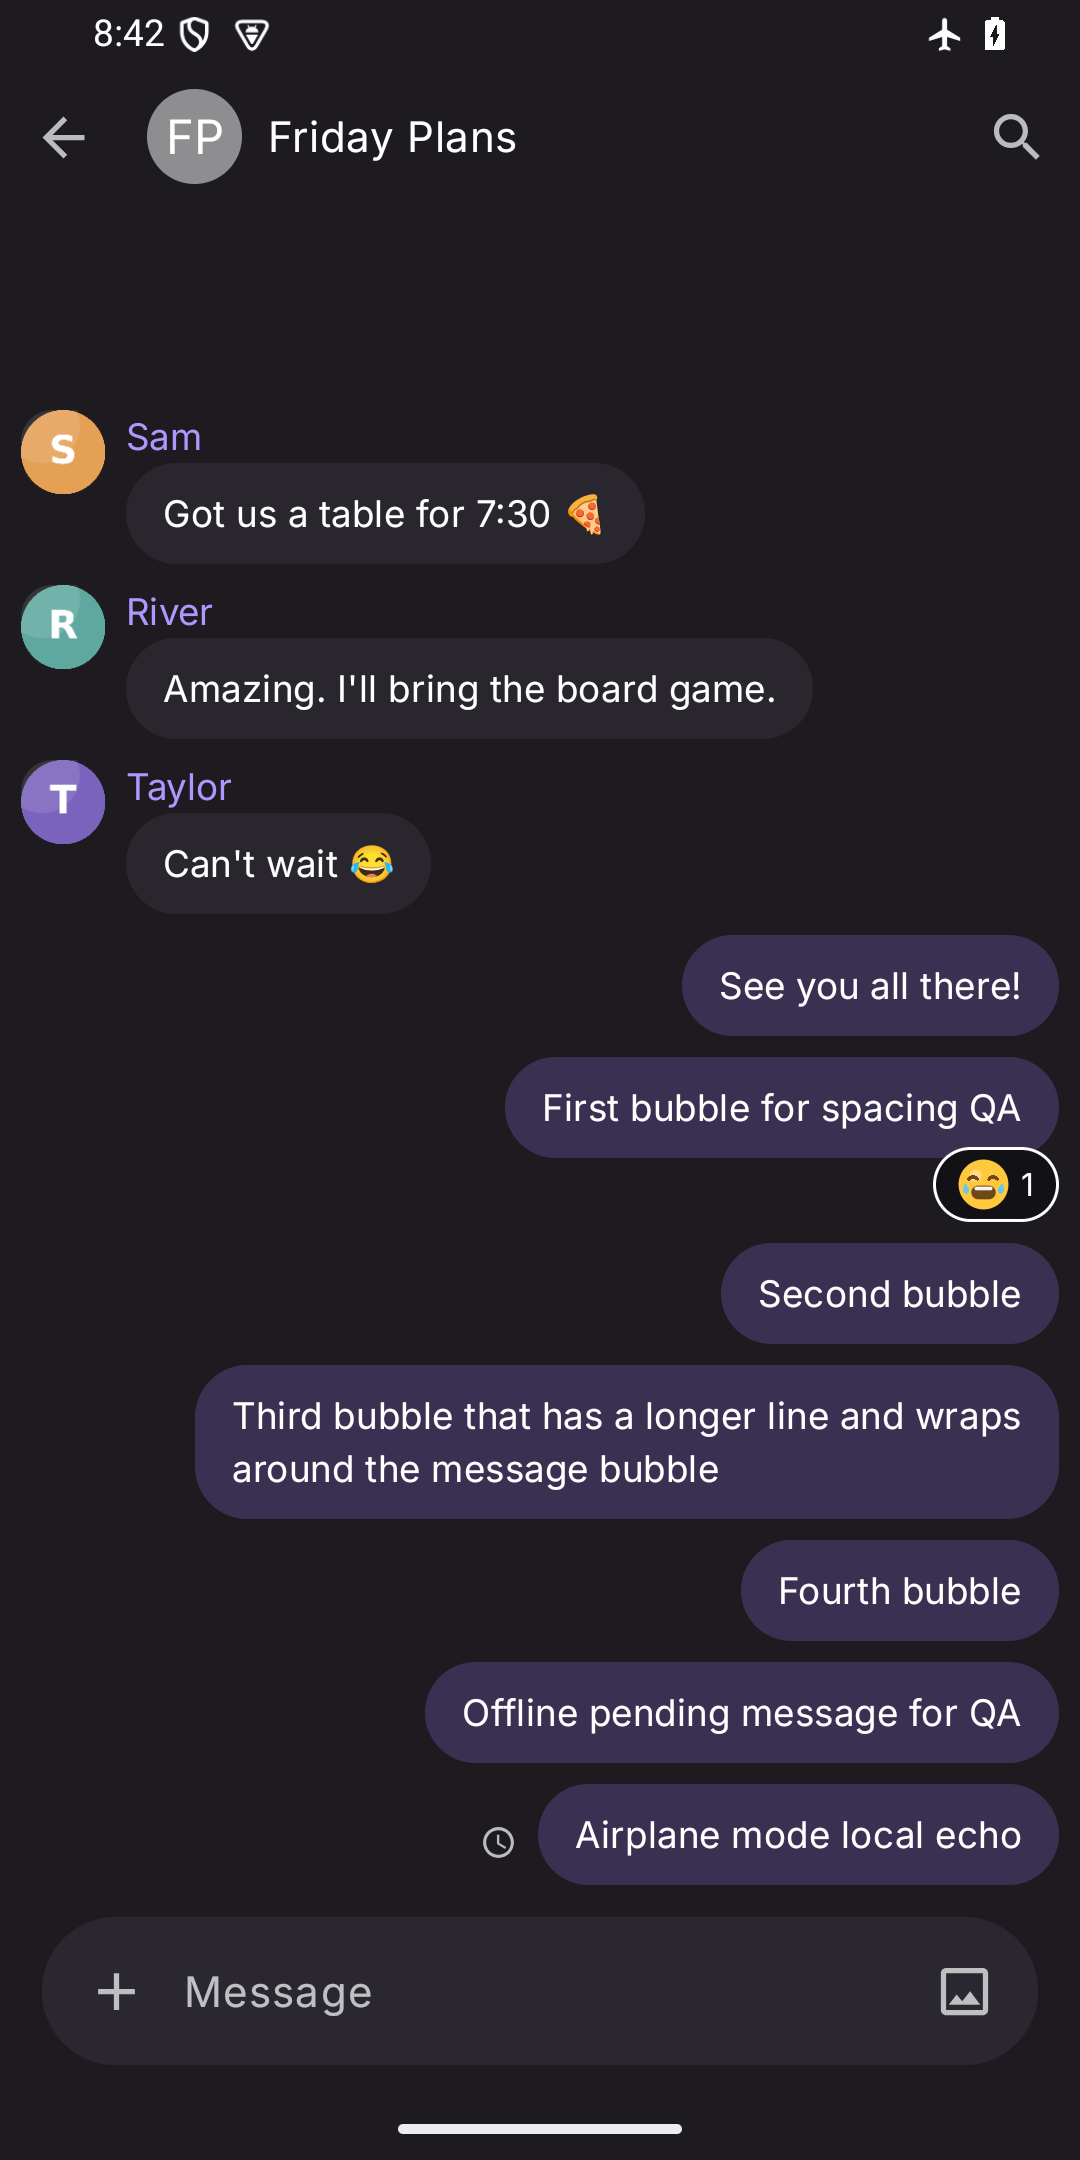 8:42
FP Friday Plans
S Sam
Got us a table for 7:30 🍕
R River
Amazing. I'll bring the board game.
T Taylor
Can't wait 😂
See you all there!
First bubble for spacing QA
😂 1
Second bubble
Third bubble that has a longer line and wraps
around the message bubble
Fourth bubble
Offline pending message for QA
Airplane mode local echo
Message